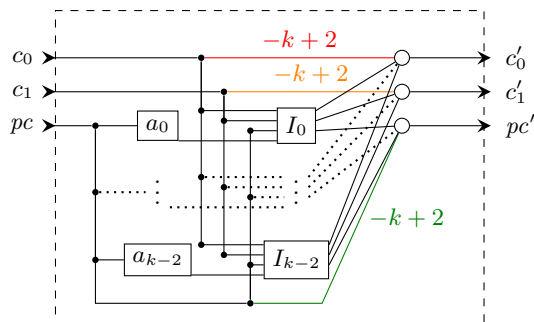 -k + 2
c₀ c′₀
-k + 2
c₁ c′₁
pc a₀ I₀ pc′
-k + 2
aₖ₋₂ Iₖ₋₂